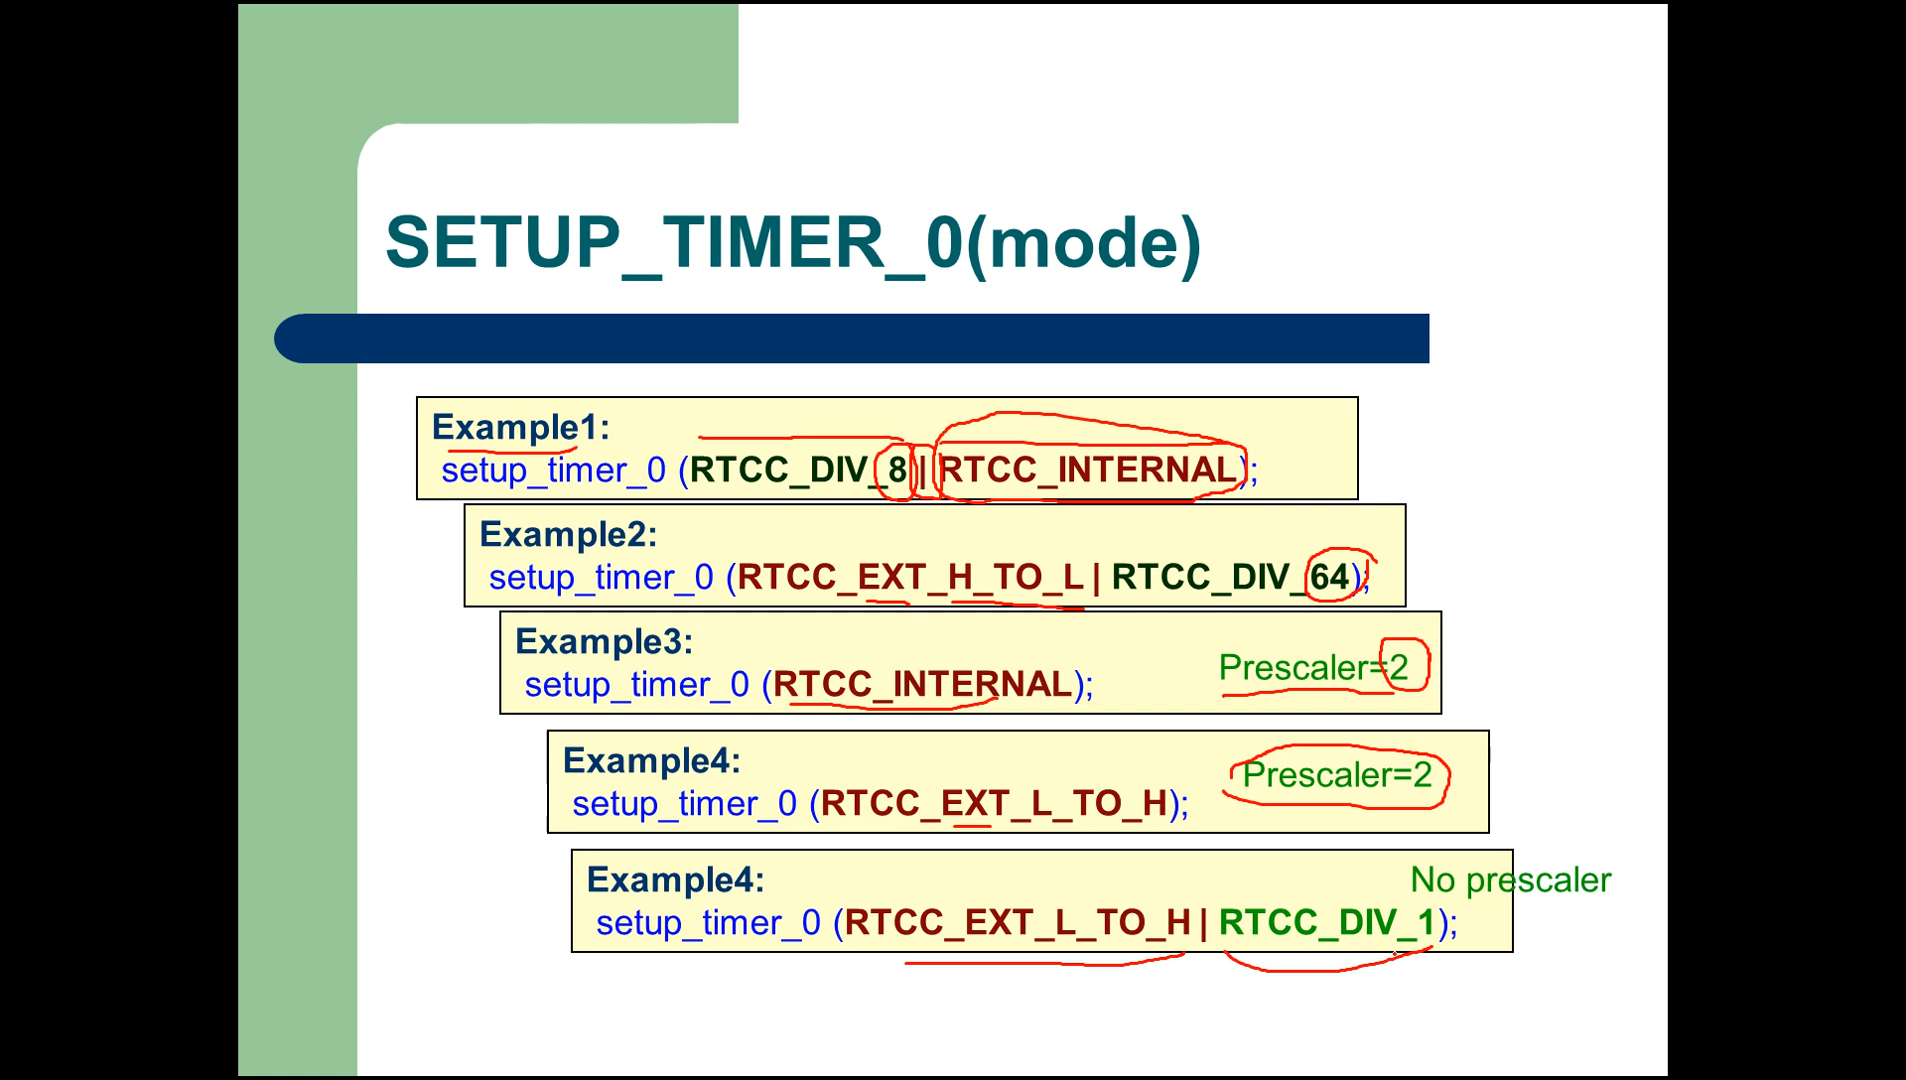 SETUP_TIMER_0(mode)
Example1:
setup_timer_0 (RTCC_DIV_8 | RTCC_INTERNAL);
Example2:
setup_timer_0 (RTCC_EXT_H_TO_L | RTCC_DIV_64);
Example3:
Prescaler=2
setup_timer_0 (RTCC_INTERNAL);
Example4:
Prescaler=2
setup_timer_0 (RTCC_EXT_L_TO_H);
Example4:
No prescaler
setup_timer_0 (RTCC_EXT_L_TO_H | RTCC_DIV_1);